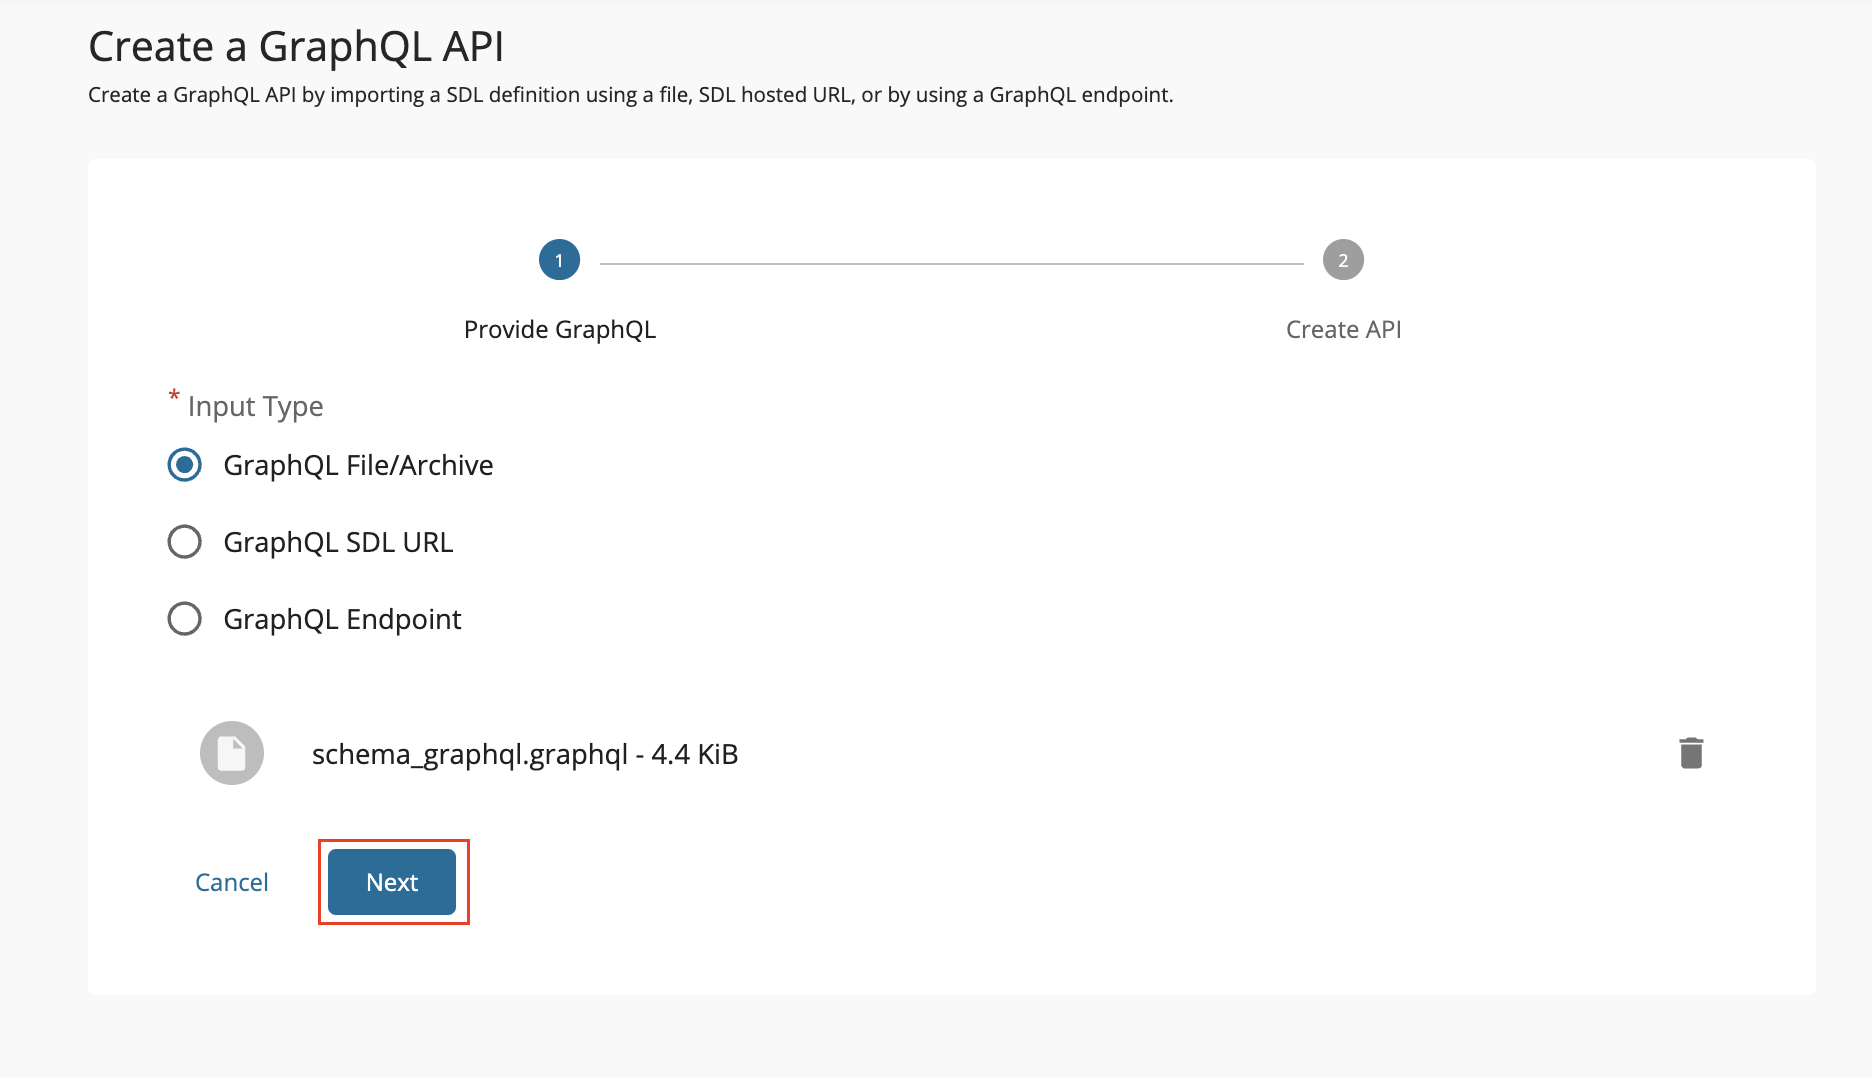 Create a GraphQL API
Create a GraphQL API by importing a SDL definition using a file, SDL hosted URL, or by using a GraphQL endpoint.
1
2
Provide GraphQL
Create API
* Input Type
GraphQL File/Archive
GraphQL SDL URL
GraphQL Endpoint
schema_graphql.graphql - 4.4 KiB
Cancel
Next